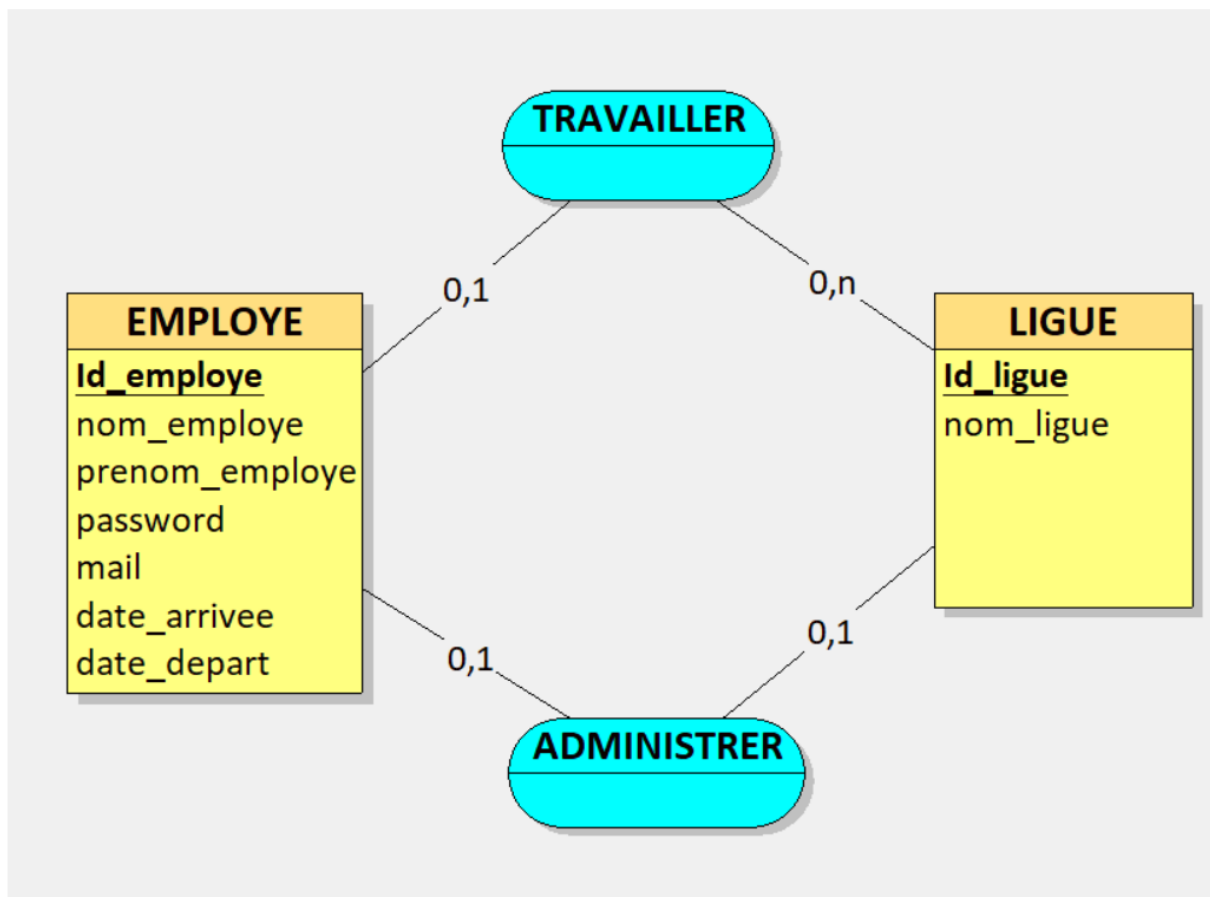 TRAVAILLER
0,1
0,n
EMPLOYE
Id_employe
nom_employe
prenom_employe
password
mail
date_arrivee
date_depart
LIGUE
Id_ligue
nom_ligue
0,1
0,1
ADMINISTRER